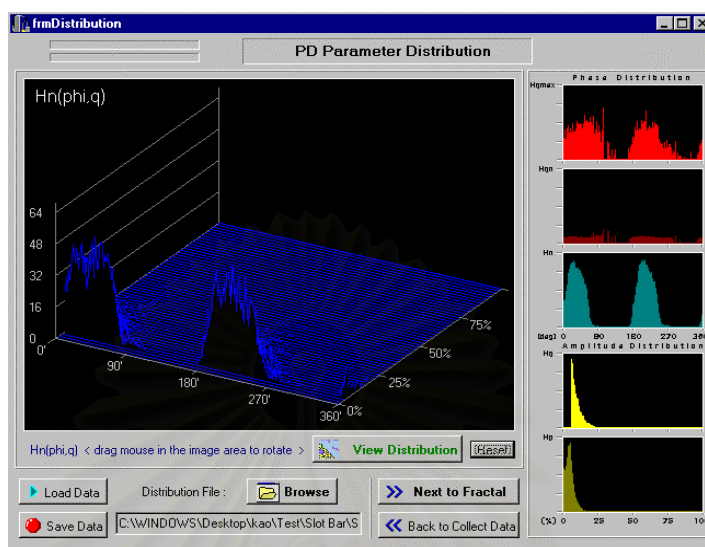 frmDistribution
PD Parameter Distribution
Hn(phi,q)
64
48
32
16
0
0'
90'
180'
270'
360'
0%
25%
50%
75%
Phase Distribution
Hqmax
Hqn
Hn
(deg) 0 90 180 270 360
Amplitude Distribution
Hq
Hp
(%) 0 25 50 75 100
Hn(phi,q) < drag mouse in the image area to rotate >
View Distribution
Reset
Load Data
Distribution File :
Browse
Next to Fractal
Save Data
C:\WINDOWS\Desktop\kao\Test\Slot Bar\S
Back to Collect Data